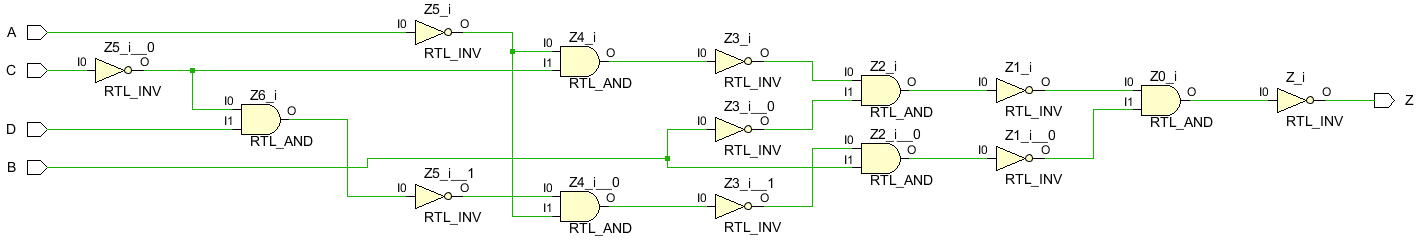 A
I0
Z5_i
O
RTL_INV
C
I0
Z5_i__0
O
RTL_INV
Z6_i
I0
O
I1
RTL_AND
D
B
I0
Z5_i__1
O
RTL_INV
Z4_i
I0
O
I1
RTL_AND
Z4_i__0
I0
O
I1
RTL_AND
Z3_i
I0
O
RTL_INV
Z3_i__0
I0
O
RTL_INV
Z3_i__1
I0
O
RTL_INV
Z2_i
I0
O
I1
RTL_AND
Z2_i__0
I0
O
I1
RTL_AND
Z1_i
I0
O
RTL_INV
Z1_i__0
I0
O
RTL_INV
Z0_i
I0
O
I1
RTL_AND
Z_i
I0
O
RTL_INV
Z